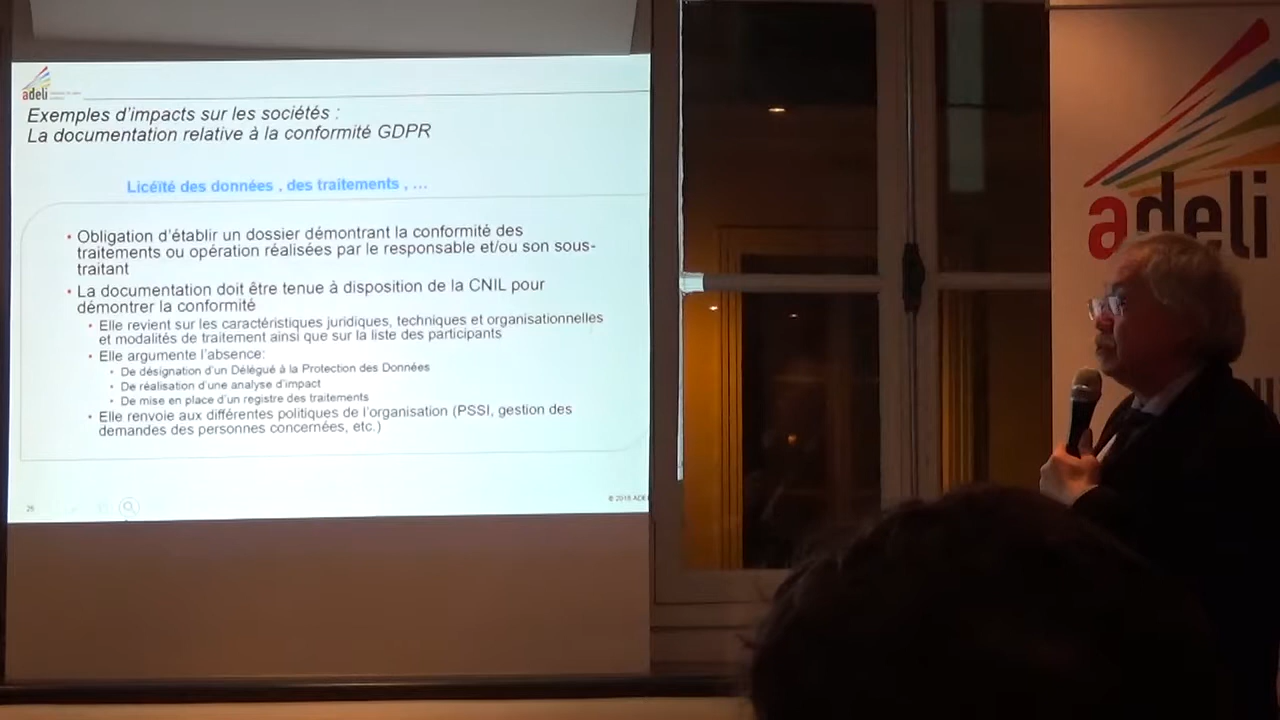 adeli
Exemples d'impacts sur les sociétés :
La documentation relative à la conformité GDPR
Licéïté des données , des traitements , ...
• Obligation d'établir un dossier démontrant la conformité des
traitements ou opération réalisées par le responsable et/ou son sous-
traitant
• La documentation doit être tenue à disposition de la CNIL pour
démontrer la conformité
• Elle revient sur les caractéristiques juridiques, techniques et organisationnelles
et modalités de traitement ainsi que sur la liste des participants
• Elle argumente l'absence:
• De désignation d'un Délégué à la Protection des Données
• De réalisation d'une analyse d'impact
• De mise en place d'un registre des traitements
• Elle renvoie aux différentes politiques de l'organisation (PSSI, gestion des
demandes des personnes concernées, etc.)
© 2018
adeli